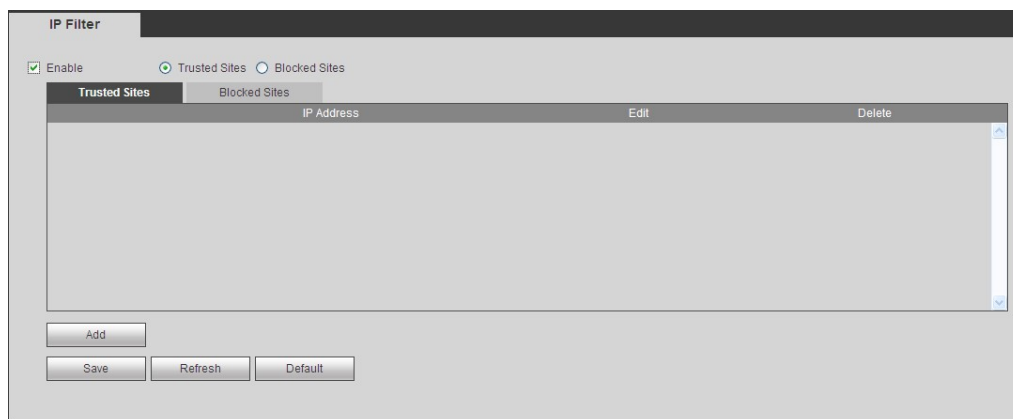 IP Filter
Enable Trusted Sites Blocked Sites
Trusted Sites Blocked Sites
IP Address Edit Delete
Add
Save Refresh Default